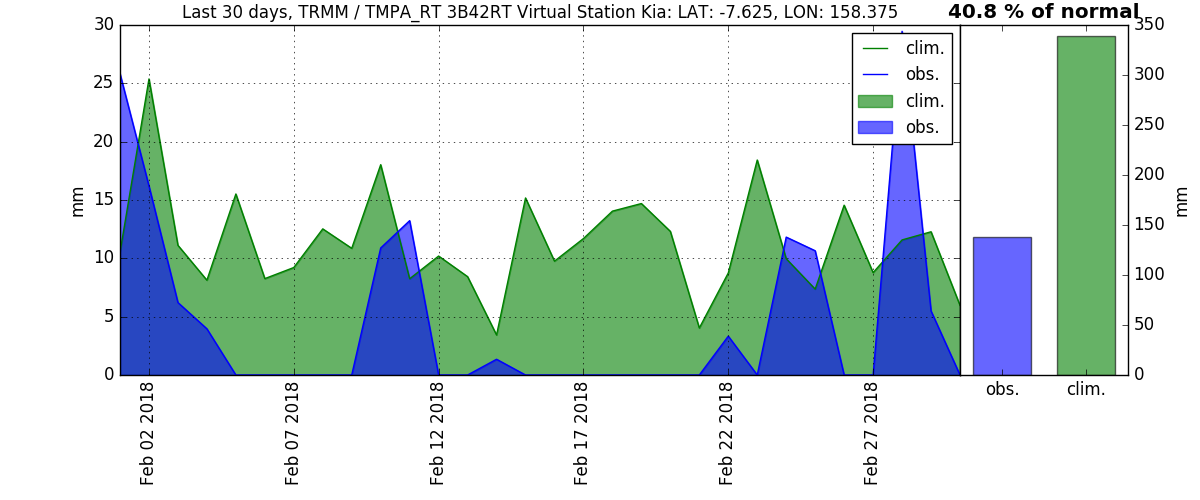 Last 30 days, TRMM / TMPA_RT 3B42RT Virtual Station Kia: LAT: -7.625, LON: 158.375
40.8 % of normal
mm
30
25
20
15
10
5
0
clim.
obs.
clim.
obs.
Feb 02 2018
Feb 07 2018
Feb 12 2018
Feb 17 2018
Feb 22 2018
Feb 27 2018
obs.
clim.
350
300
250
200
150
100
50
0
mm